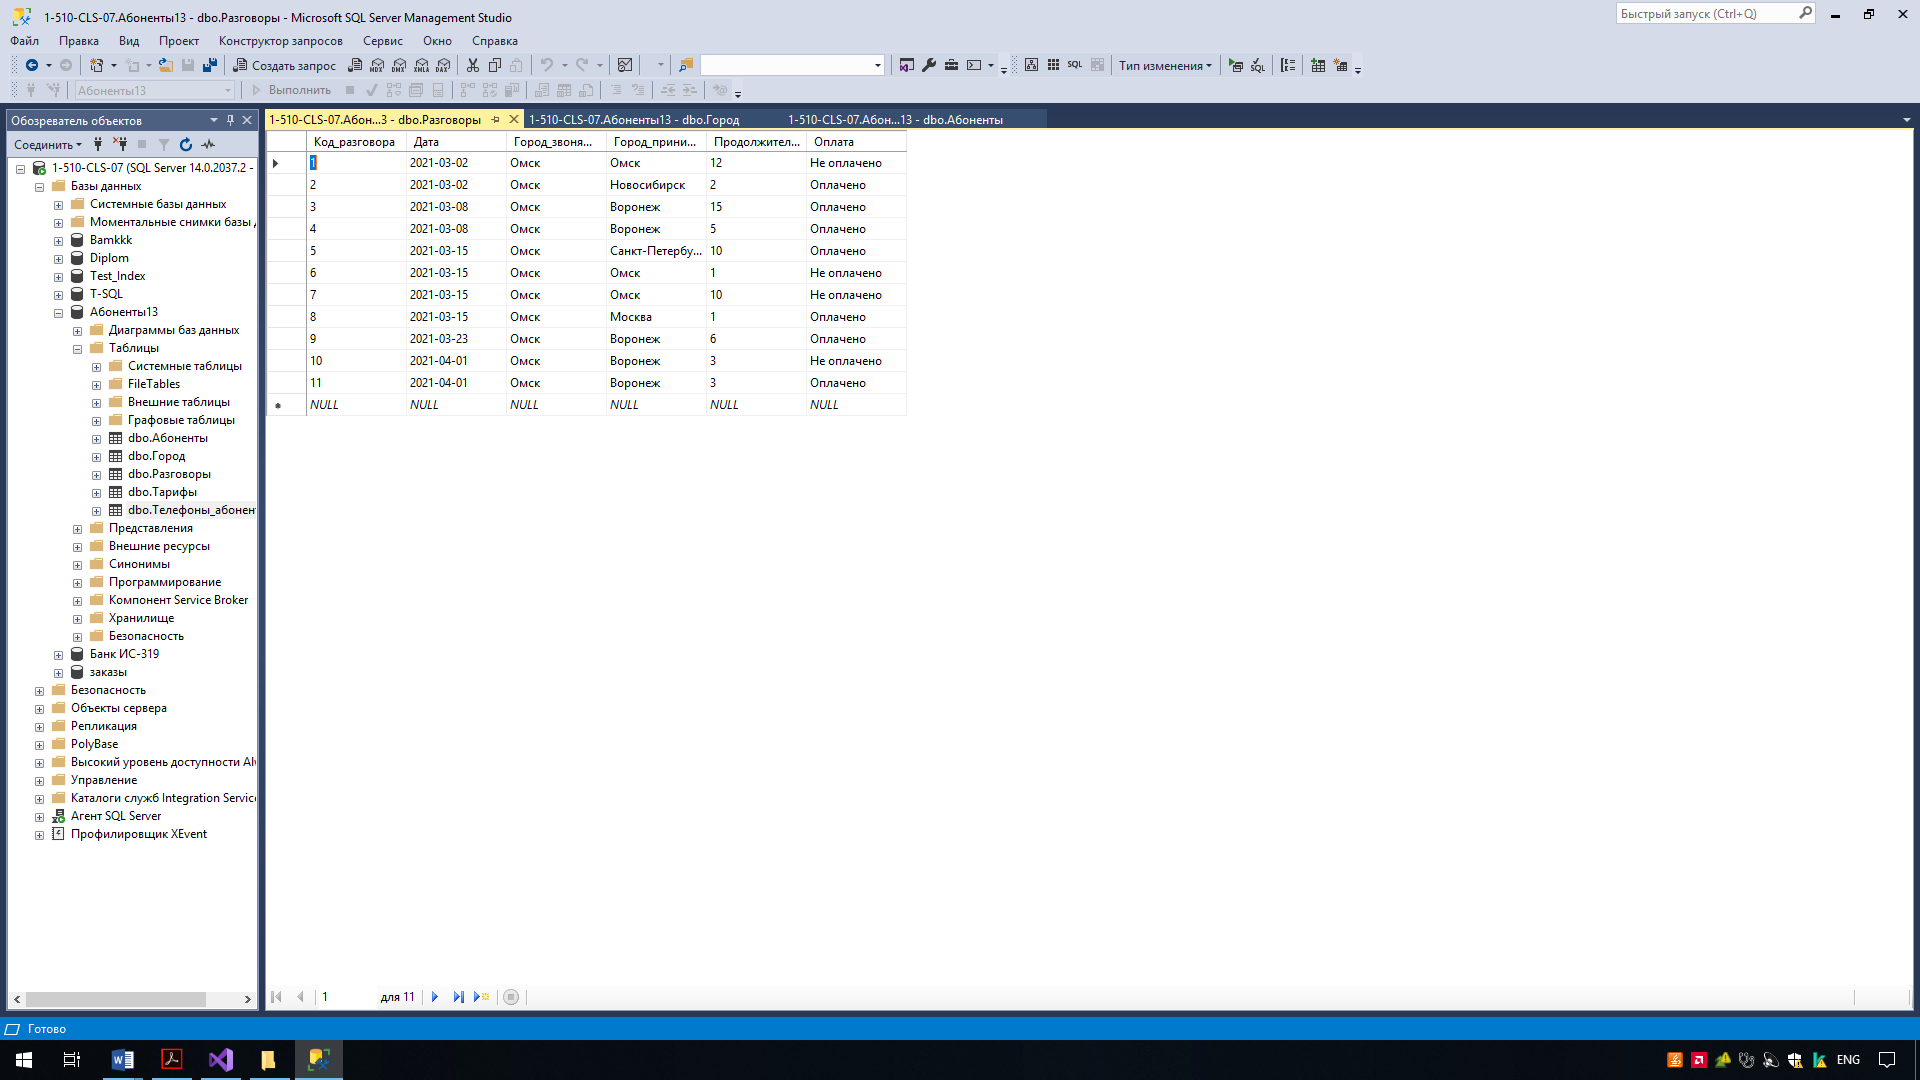 1-510-CLS-07.Абоненты13 - dbo.Разговоры - Microsoft SQL Server Management Studio
Быстрый запуск (Ctrl+Q)
Файл Правка Вид Проект Конструктор запросов Сервис Окно Справка
Создать запрос MDX DMX XMLA DAX SQL Тип изменения SQL
Абоненты13 Выполнить
Обозреватель объектов
Соединить
1-510-CLS-07 (SQL Server 14.0.2037.2 -
Базы данных
Системные базы данных
Моментальные снимки базы д
Bamkkk
Diplom
Test_Index
T-SQL
Абоненты13
Диаграммы баз данных
Таблицы
Системные таблицы
FileTables
Внешние таблицы
Графовые таблицы
dbo.Абоненты
dbo.Город
dbo.Разговоры
dbo.Тарифы
dbo.Телефоны_абонен
Представления
Внешние ресурсы
Синонимы
Программирование
Компонент Service Broker
Хранилище
Безопасность
Банк ИС-319
заказы
Безопасность
Объекты сервера
Репликация
PolyBase
Высокий уровень доступности Al
Управление
Каталоги служб Integration Servic
Агент SQL Server
Профилировщик XEvent
1-510-CLS-07.Абон...3 - dbo.Разговоры 1-510-CLS-07.Абоненты13 - dbo.Город 1-510-CLS-07.Абон...13 - dbo.Абоненты
Код_разговора Дата Город_звоня... Город_прини... Продолжител... Оплата
1 2021-03-02 Омск Омск 12 Не оплачено
2 2021-03-02 Омск Новосибирск 2 Оплачено
3 2021-03-08 Омск Воронеж 15 Оплачено
4 2021-03-08 Омск Воронеж 5 Оплачено
5 2021-03-15 Омск Санкт-Петербу... 10 Оплачено
6 2021-03-15 Омск Омск 1 Не оплачено
7 2021-03-15 Омск Омск 10 Не оплачено
8 2021-03-15 Омск Москва 1 Оплачено
9 2021-03-23 Омск Воронеж 6 Оплачено
10 2021-04-01 Омск Воронеж 3 Не оплачено
11 2021-04-01 Омск Воронеж 3 Оплачено
NULL NULL NULL NULL NULL NULL
1 для 11
Готово
ENG